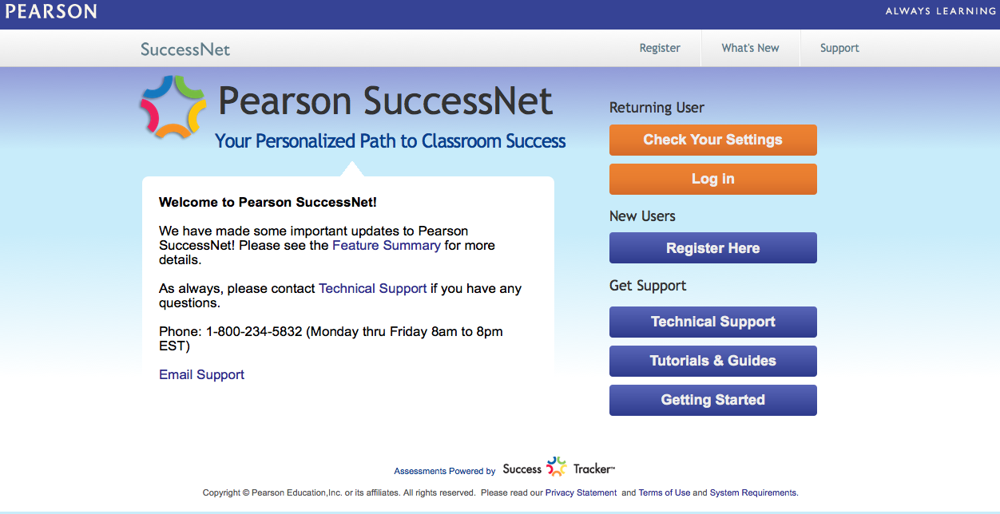 PEARSON
ALWAYS LEARNING
SuccessNet
Register
What's New
Support
Pearson SuccessNet
Your Personalized Path to Classroom Success
Welcome to Pearson SuccessNet!
We have made some important updates to Pearson
SuccessNet! Please see the Feature Summary for more
details.
As always, please contact Technical Support if you have any
questions.
Phone: 1-800-234-5832 (Monday thru Friday 8am to 8pm
EST)
Email Support
Returning User
Check Your Settings
Log in
New Users
Register Here
Get Support
Technical Support
Tutorials & Guides
Getting Started
Assessments Powered by Success Tracker™
Copyright © Pearson Education,Inc. or its affiliates. All rights reserved. Please read our Privacy Statement and Terms of Use and System Requirements.